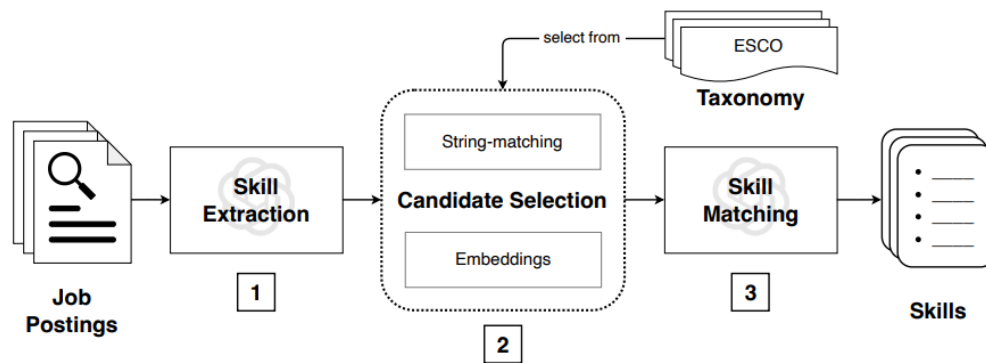 select from
ESCO
Taxonomy
String-matching
Candidate Selection
Embeddings
Skill
Extraction
Skill
Matching
Job
Postings
Skills
1
2
3